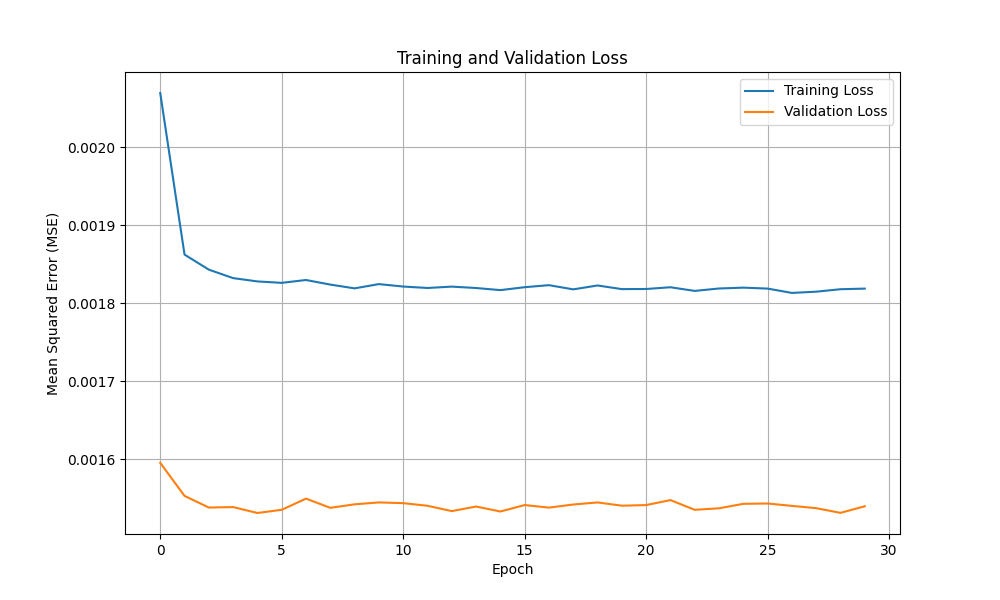 Training and Validation Loss
Training Loss
Validation Loss
Mean Squared Error (MSE)
0.0020
0.0019
0.0018
0.0017
0.0016
0 5 10 15 20 25 30
Epoch